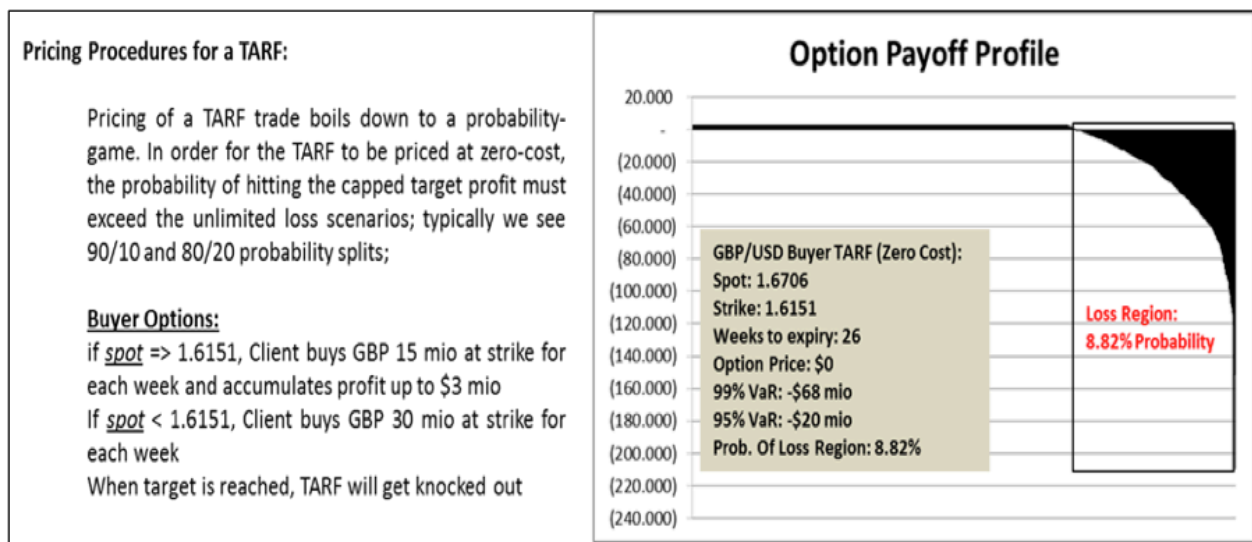 Pricing Procedures for a TARF:
Pricing of a TARF trade boils down to a probability-
game. In order for the TARF to be priced at zero-cost,
the probability of hitting the capped target profit must
exceed the unlimited loss scenarios; typically we see
90/10 and 80/20 probability splits;
Buyer Options:
if spot => 1.6151, Client buys GBP 15 mio at strike for
each week and accumulates profit up to $3 mio
If spot < 1.6151, Client buys GBP 30 mio at strike for
each week
When target is reached, TARF will get knocked out
Option Payoff Profile
20.000
-
(20.000)
(40.000)
(60.000)
(80.000)
(100.000)
(120.000)
(140.000)
(160.000)
(180.000)
(200.000)
(220.000)
(240.000)
GBP/USD Buyer TARF (Zero Cost):
Spot: 1.6706
Strike: 1.6151
Weeks to expiry: 26
Option Price: $0
99% VaR: -$68 mio
95% VaR: -$20 mio
Prob. Of Loss Region: 8.82%
Loss Region:
8.82% Probability